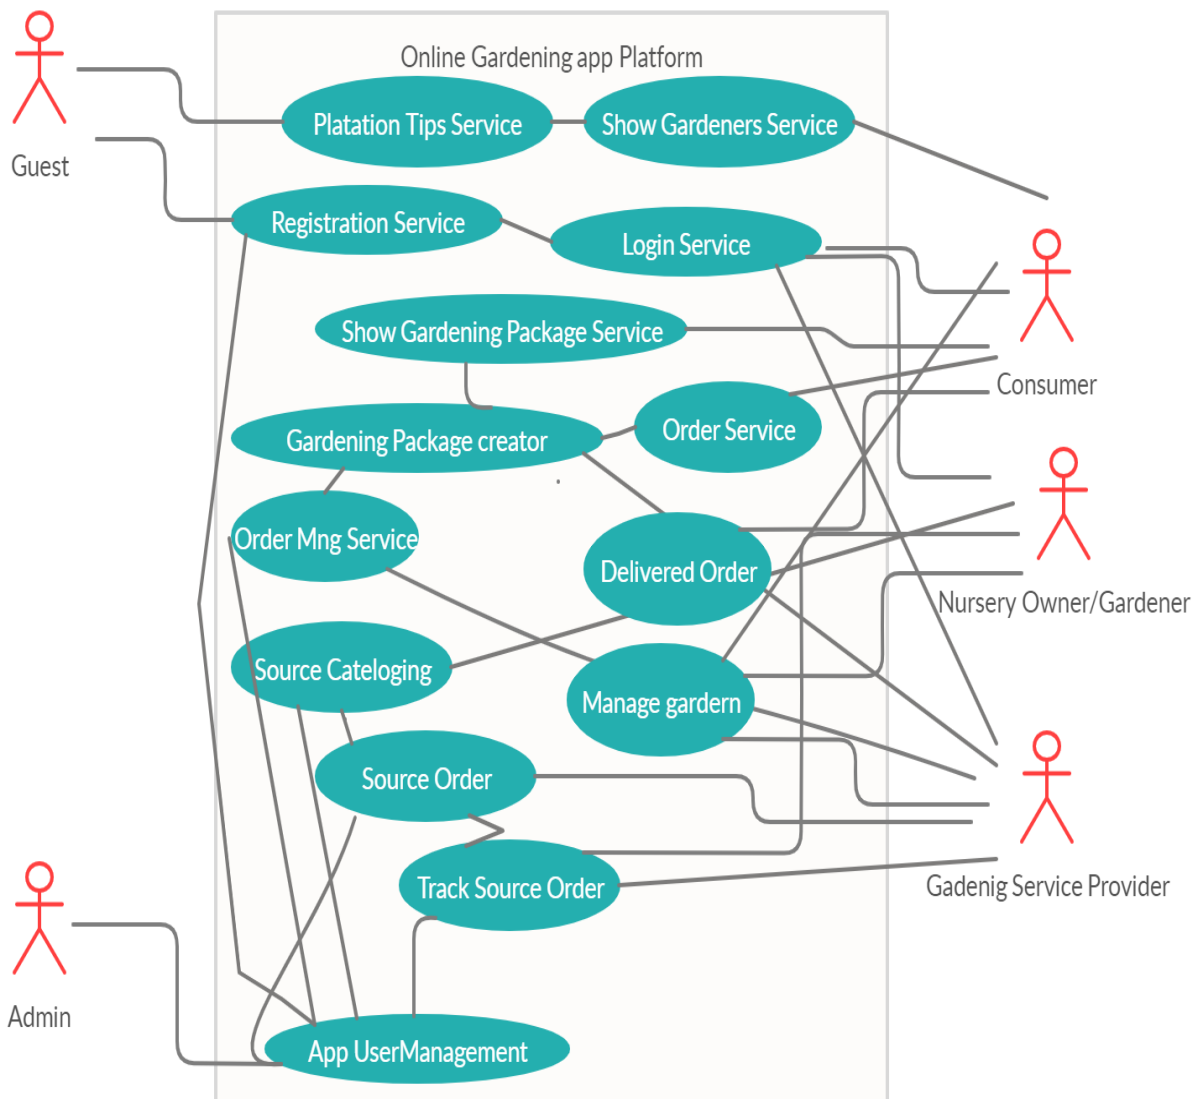 Online Gardening app Platform
Platation Tips Service
Show Gardeners Service
Guest
Registration Service
Login Service
Show Gardening Package Service
Consumer
Order Service
Gardening Package creator
Order Mng Service
Delivered Order
Nursery Owner/Gardener
Source Cateloging
Manage gardern
Source Order
Track Source Order
Gadenig Service Provider
Admin
App UserManagement